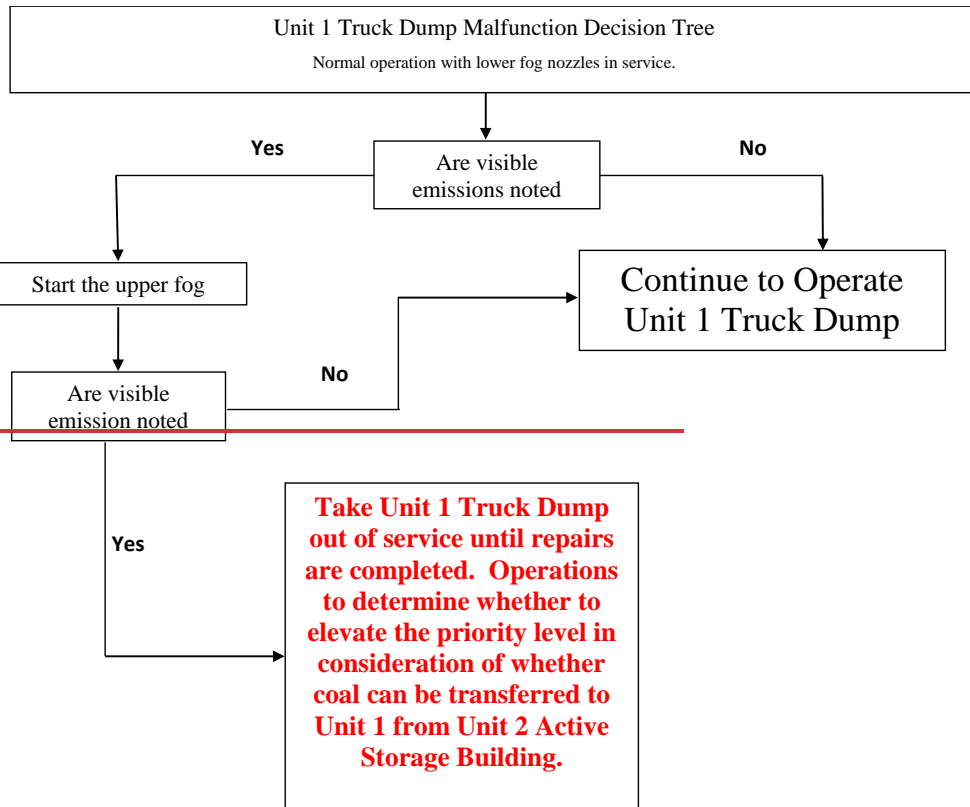 Unit 1 Truck Dump Malfunction Decision Tree
Normal operation with lower fog nozzles in service.
Yes
No
Are visible
emissions noted
Start the upper fog
Continue to Operate
Unit 1 Truck Dump
No
Are visible
emission noted
Yes
Take Unit 1 Truck Dump
out of service until repairs
are completed.  Operations
to determine whether to
elevate the priority level in
consideration of whether
coal can be transferred to
Unit 1 from Unit 2 Active
Storage Building.